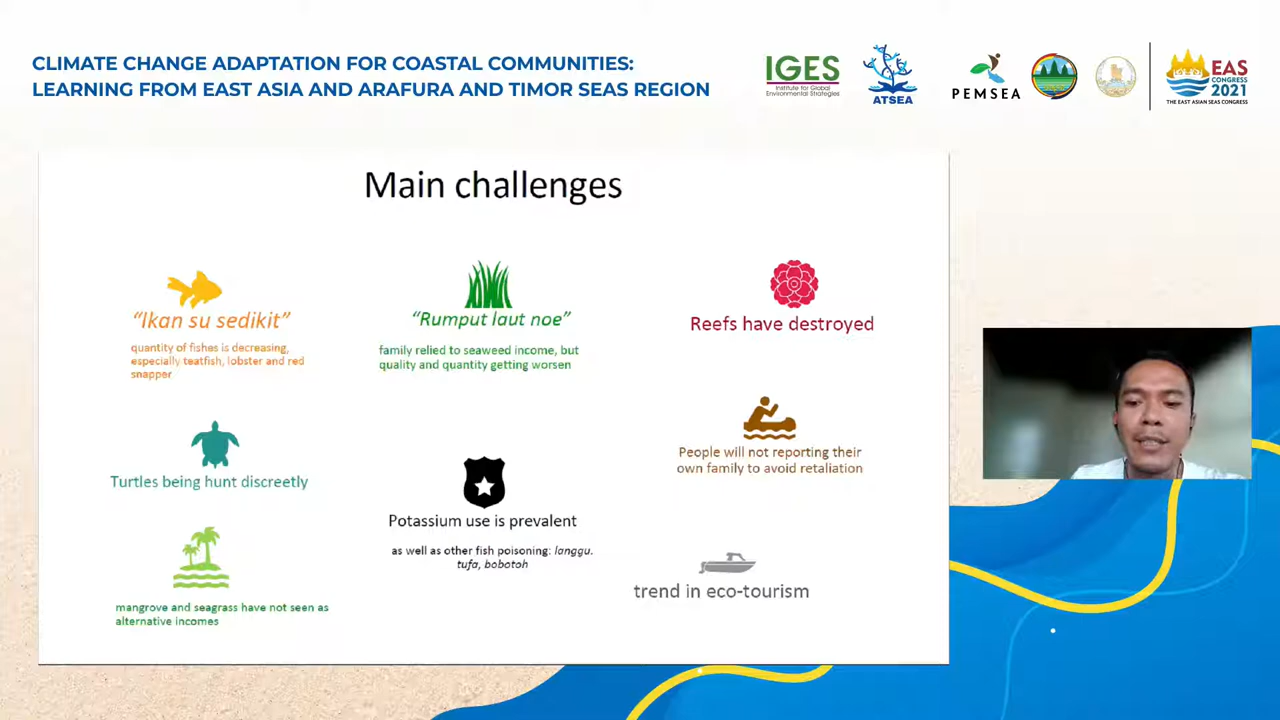 CLIMATE CHANGE ADAPTATION FOR COASTAL COMMUNITIES:
LEARNING FROM EAST ASIA AND ARAFURA AND TIMOR SEAS REGION
IGES
Institute for Global
Environmental Strategies
ATSEA
PEMSEA
EAS
CONGRESS
2021
THE EAST ASIAN SEAS CONGRESS
Main challenges
“Ikan su sedikit”
quantity of fishes is decreasing,
especially teatfish, lobster and red
snapper
“Rumput laut noe”
family relied to seaweed income, but
quality and quantity getting worsen
Reefs have destroyed
Turtles being hunt discreetly
Potassium use is prevalent
as well as other fish poisoning: langgu.
tufa, bobotoh
People will not reporting their
own family to avoid retaliation
mangrove and seagrass have not seen as
alternative incomes
trend in eco-tourism